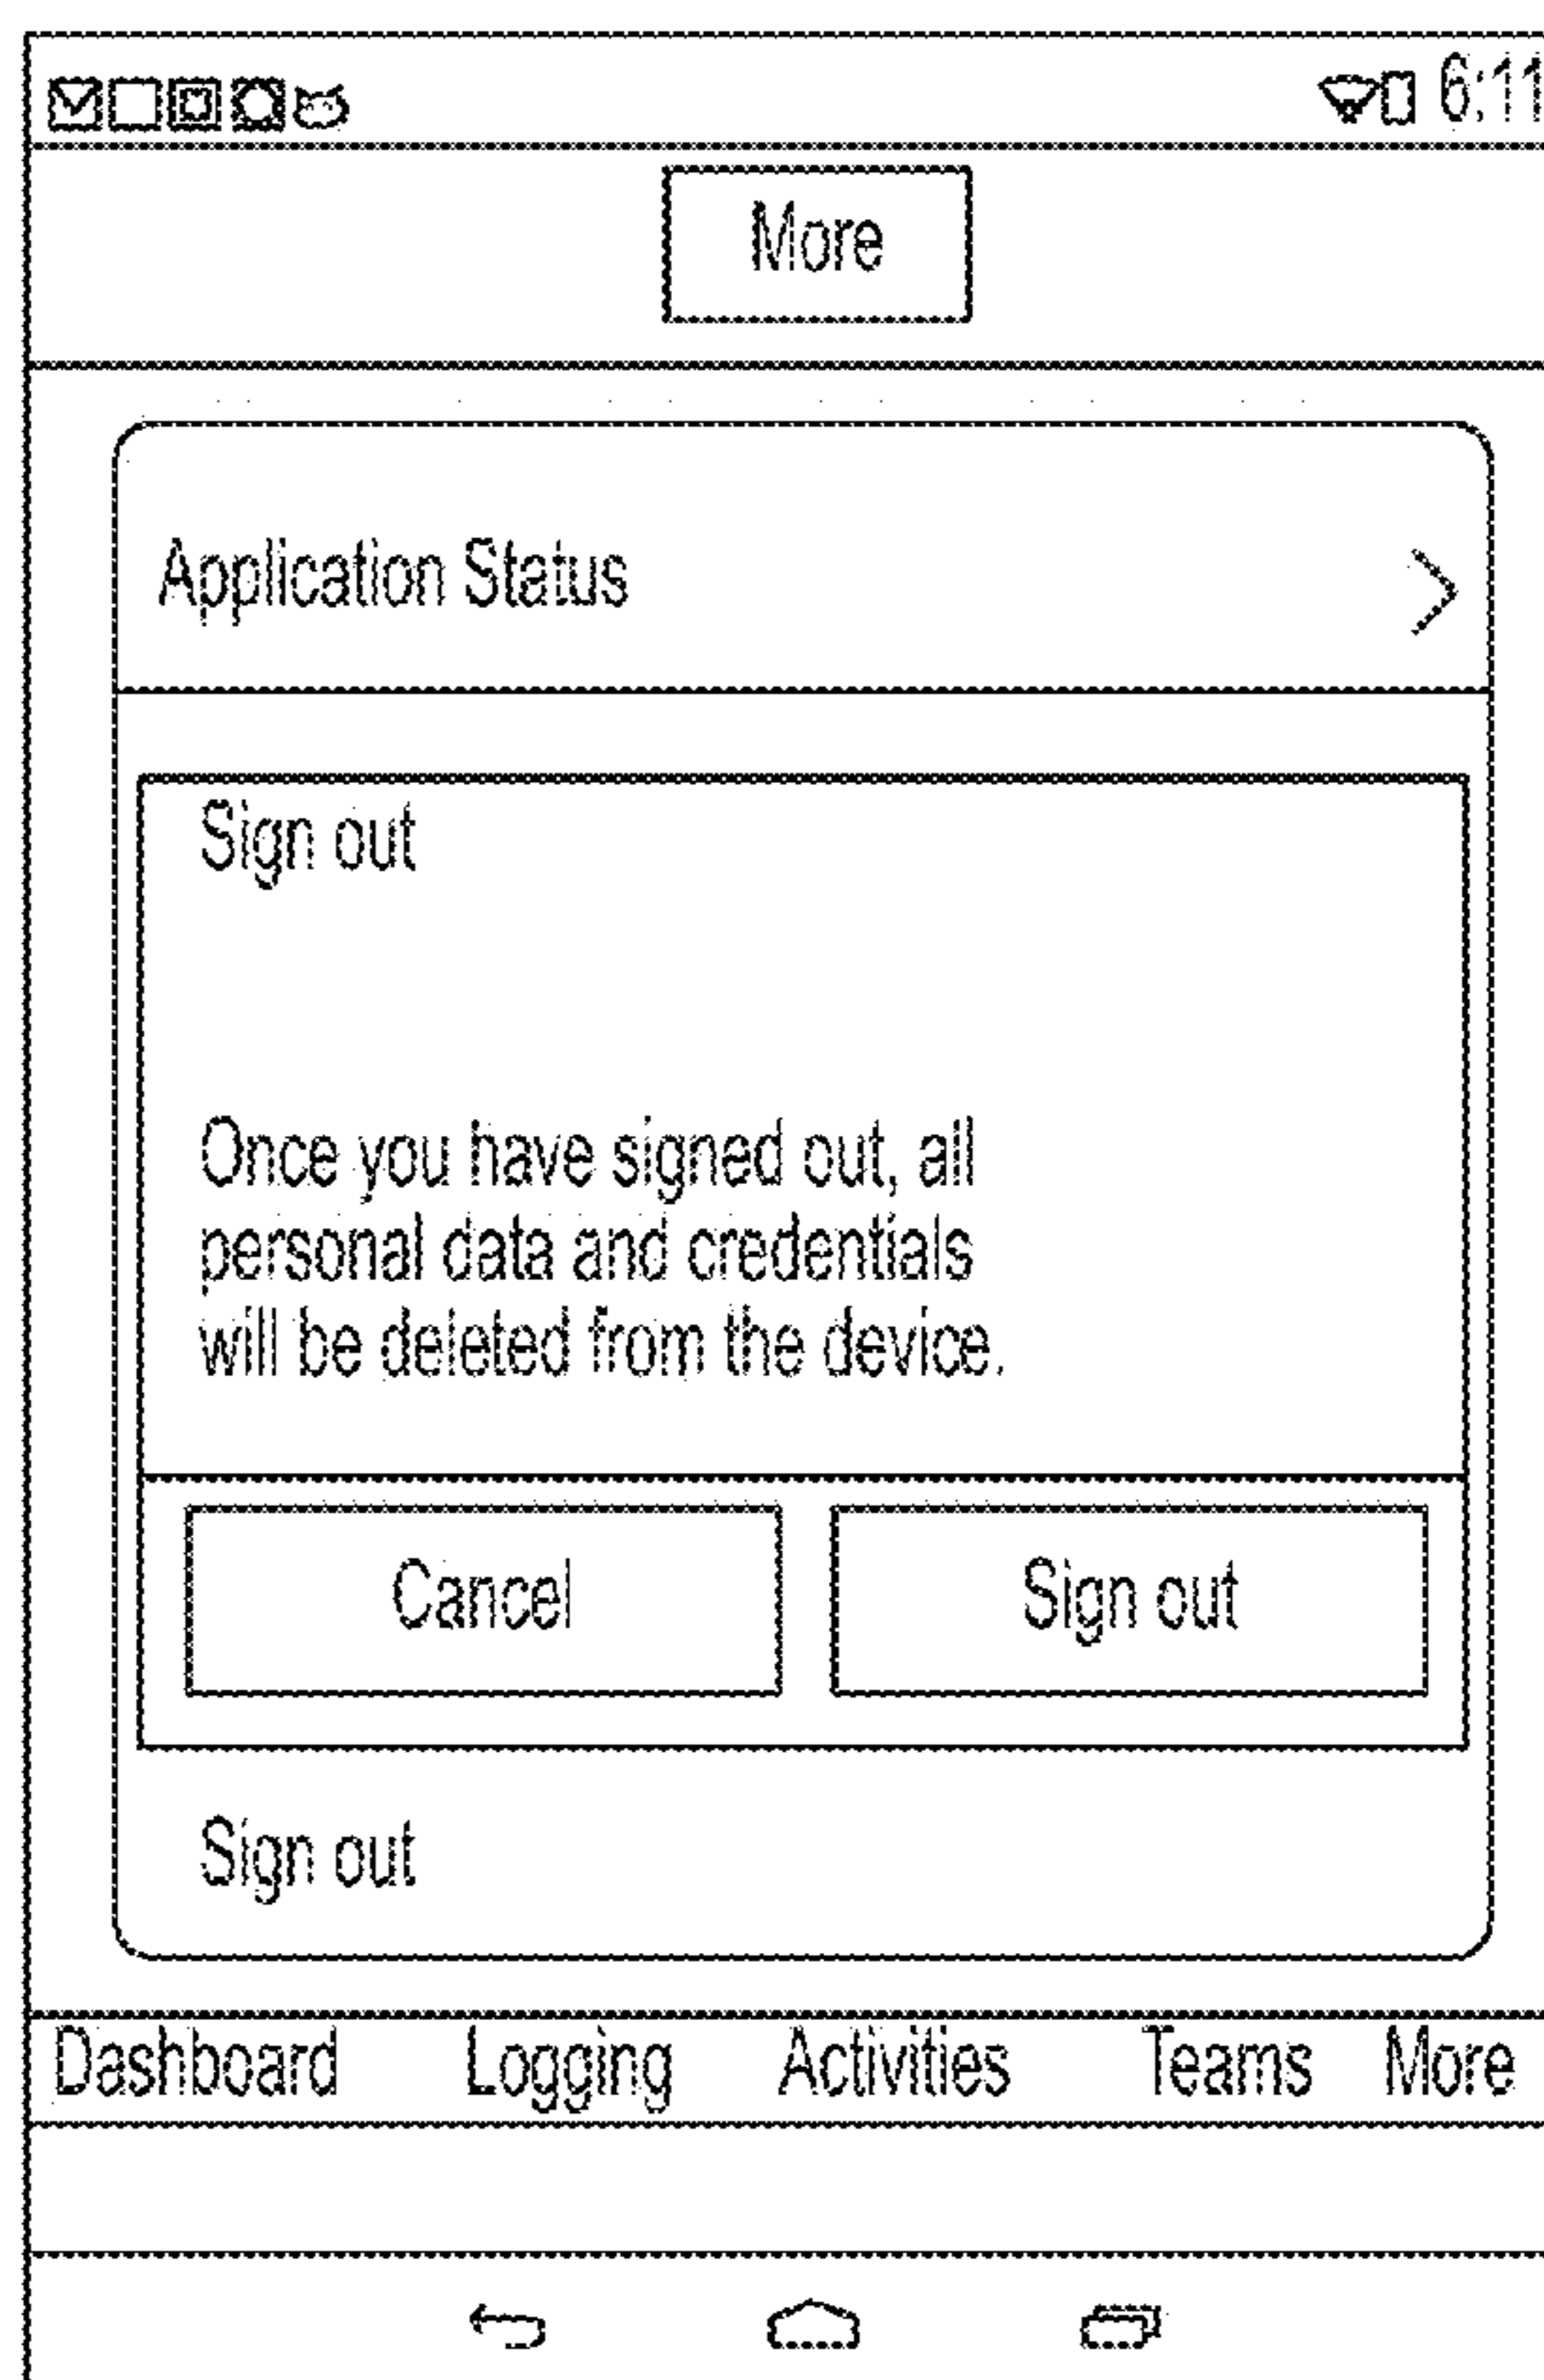 6:11
More
Application Status
Sign out
Once you have signed out, all
personal data and credentials
will be deleted from the device.
Cancel Sign out
Sign out
Dashboard Logging Activities Teams More